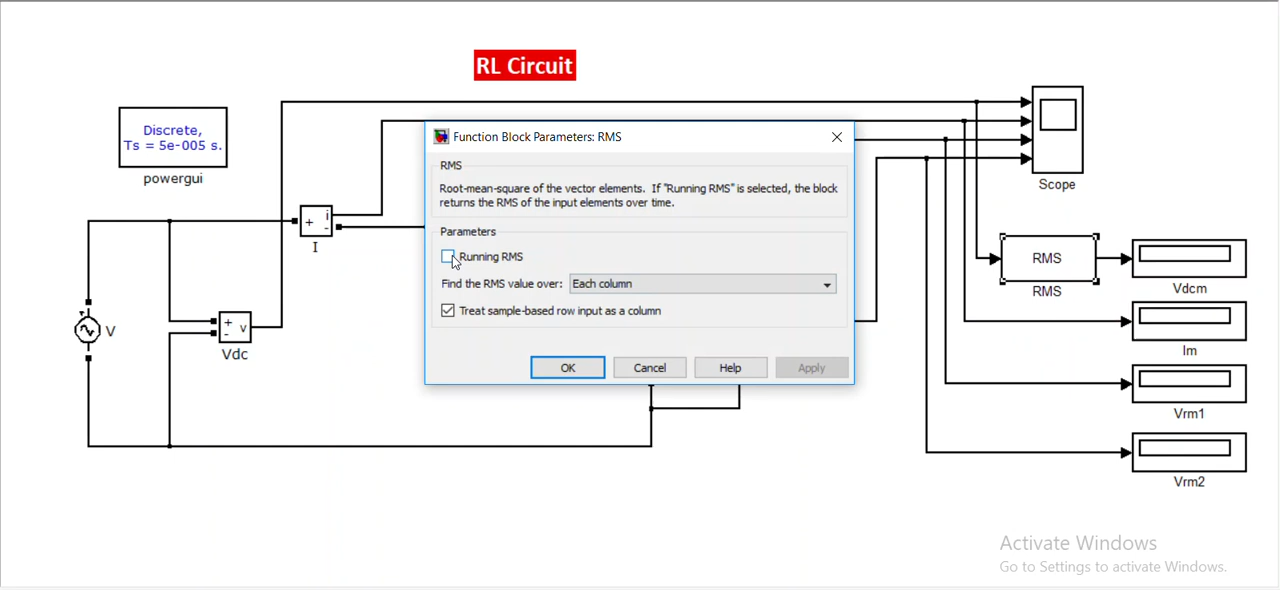 RL Circuit
Discrete,
Ts = 5e-005 s.
powergui
Function Block Parameters: RMS
RMS
Root-mean-square of the vector elements. If "Running RMS" is selected, the block
returns the RMS of the input elements over time.
Parameters
Running RMS
Find the RMS value over: Each column
Treat sample-based row input as a column
OK Cancel Help Apply
Scope
+ i
-
I
V
+ v
-
Vdc
RMS
RMS
Vdcm
Im
Vrm1
Vrm2
Activate Windows
Go to Settings to activate Windows.